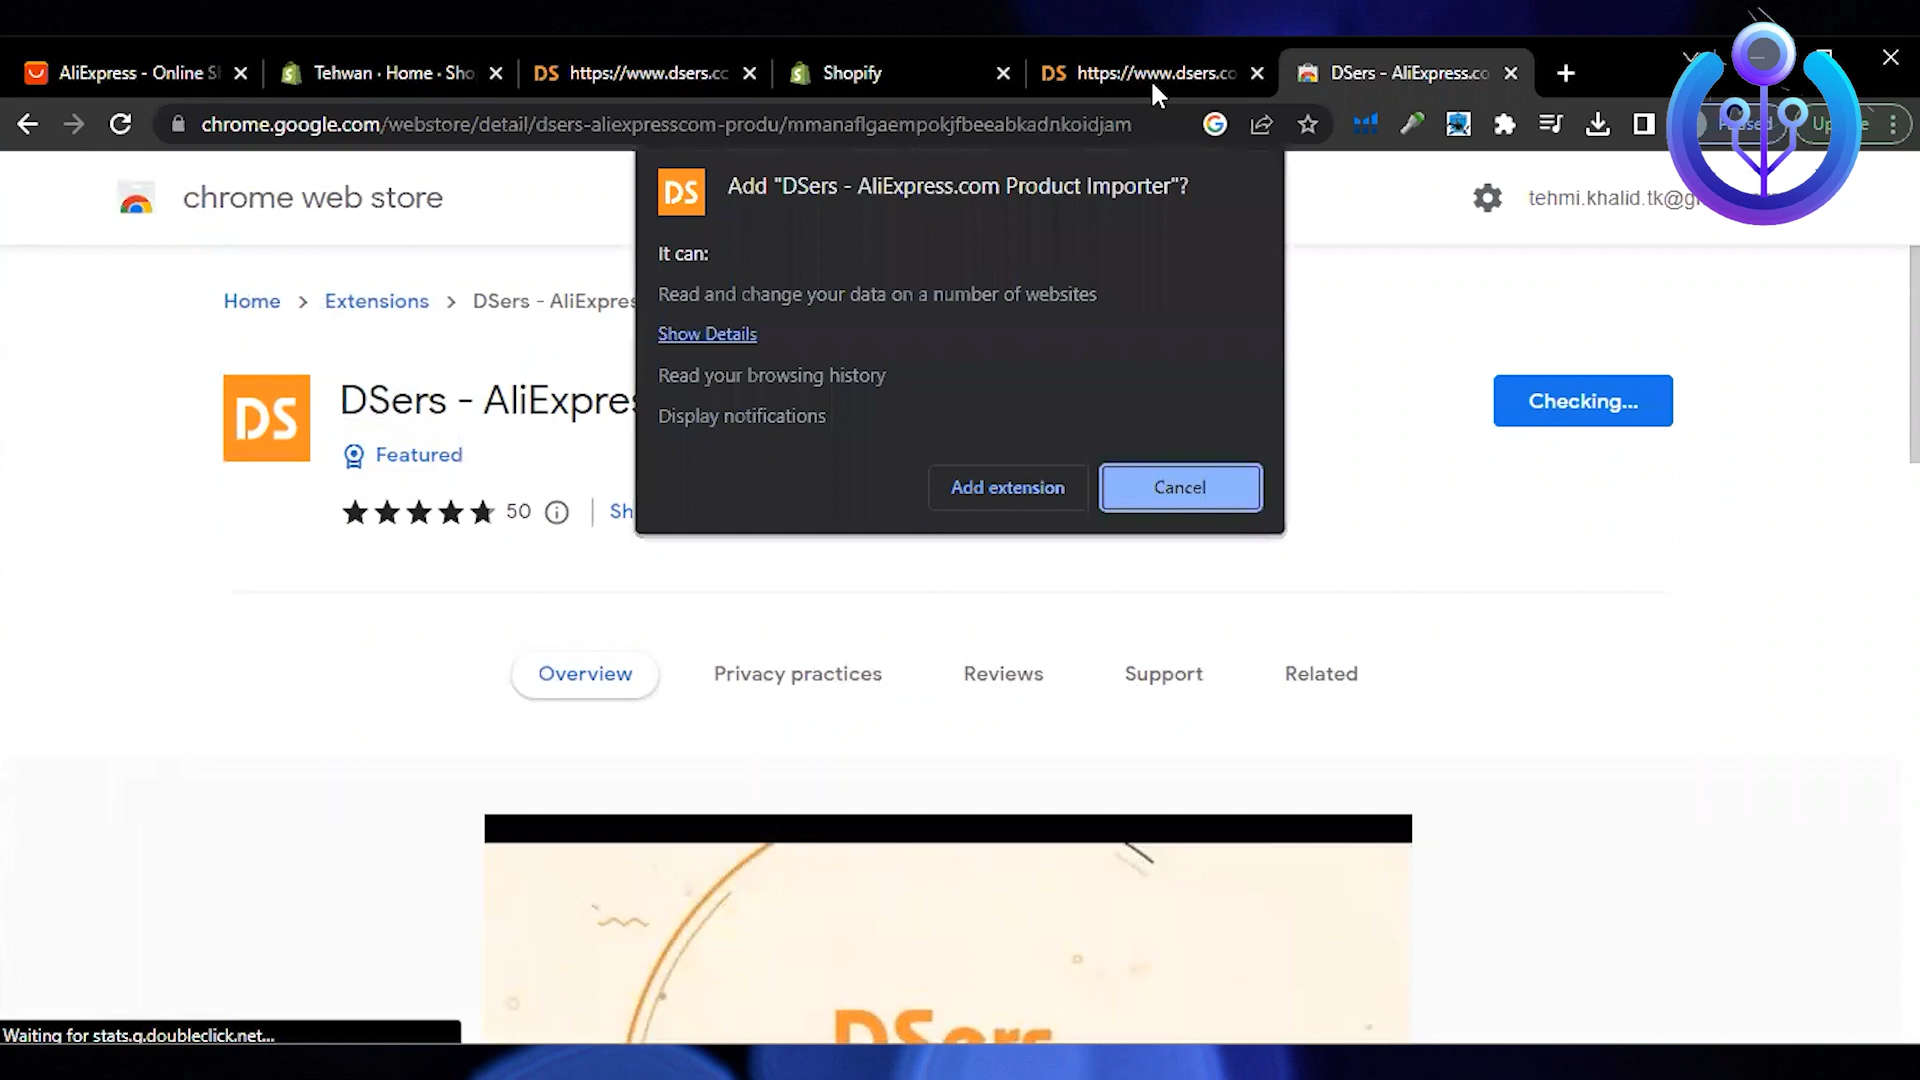 AliExpress - Online S
Tehwan · Home · Sho
DS https://www.dsers.cc
Shopify
DS https://www.dsers.co
DSers - AliExpress.co
chrome.google.com/webstore/detail/dsers-aliexpresscom-produ/mmanaflgaempokjfbeeabkadnkoidjam
Paused
chrome web store
tehmi.khalid.tk@g
DS
Add "DSers - AliExpress.com Product Importer"?
It can:
Read and change your data on a number of websites
Show Details
Read your browsing history
Display notifications
Add extension
Cancel
Home > Extensions > DSers - AliExpres
DS
DSers - AliExpres
Featured
50
Sh
Checking...
Overview
Privacy practices
Reviews
Support
Related
DSers
Waiting for stats.g.doubleclick.net...